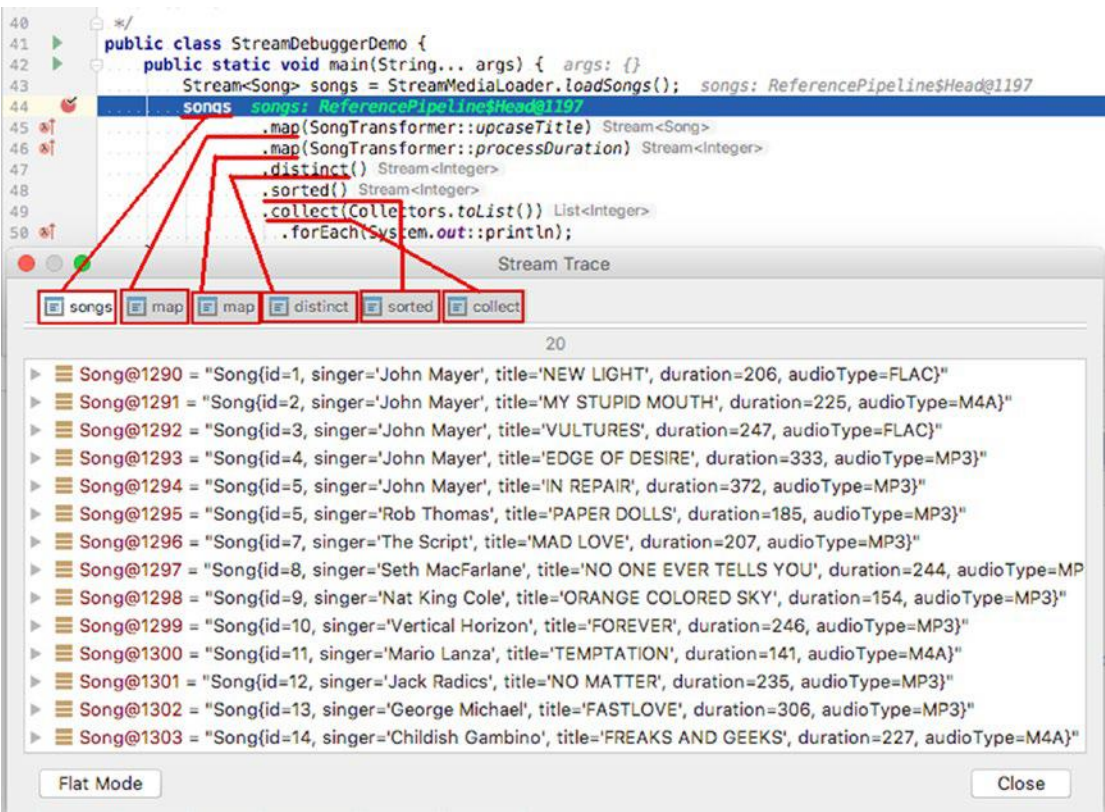 40 */
41 public class StreamDebuggerDemo {
42 public static void main(String... args) { args: {}
43 Stream<Song> songs = StreamMediaLoader.loadSongs(); songs: ReferencePipeline$Head@1197
44 songs songs: ReferencePipeline$Head@1197
45 .map(SongTransformer::upcaseTitle) Stream<Song>
46 .map(SongTransformer::processDuration) Stream<Integer>
47 .distinct() Stream<Integer>
48 .sorted() Stream<Integer>
49 .collect(Collectors.toList()) List<Integer>
50 .forEach(System.out::println);
Stream Trace
songs map map distinct sorted collect
20
Song@1290 = "Song{id=1, singer='John Mayer', title='NEW LIGHT', duration=206, audioType=FLAC}"
Song@1291 = "Song{id=2, singer='John Mayer', title='MY STUPID MOUTH', duration=225, audioType=M4A}"
Song@1292 = "Song{id=3, singer='John Mayer', title='VULTURES', duration=247, audioType=FLAC}"
Song@1293 = "Song{id=4, singer='John Mayer', title='EDGE OF DESIRE', duration=333, audioType=MP3}"
Song@1294 = "Song{id=5, singer='John Mayer', title='IN REPAIR', duration=372, audioType=MP3}"
Song@1295 = "Song{id=5, singer='Rob Thomas', title='PAPER DOLLS', duration=185, audioType=MP3}"
Song@1296 = "Song{id=7, singer='The Script', title='MAD LOVE', duration=207, audioType=MP3}"
Song@1297 = "Song{id=8, singer='Seth MacFarlane', title='NO ONE EVER TELLS YOU', duration=244, audioType=MP
Song@1298 = "Song{id=9, singer='Nat King Cole', title='ORANGE COLORED SKY', duration=154, audioType=MP3}"
Song@1299 = "Song{id=10, singer='Vertical Horizon', title='FOREVER', duration=246, audioType=MP3}"
Song@1300 = "Song{id=11, singer='Mario Lanza', title='TEMPTATION', duration=141, audioType=M4A}"
Song@1301 = "Song{id=12, singer='Jack Radics', title='NO MATTER', duration=235, audioType=MP3}"
Song@1302 = "Song{id=13, singer='George Michael', title='FASTLOVE', duration=306, audioType=MP3}"
Song@1303 = "Song{id=14, singer='Childish Gambino', title='FREAKS AND GEEKS', duration=227, audioType=M4A}"
Flat Mode Close